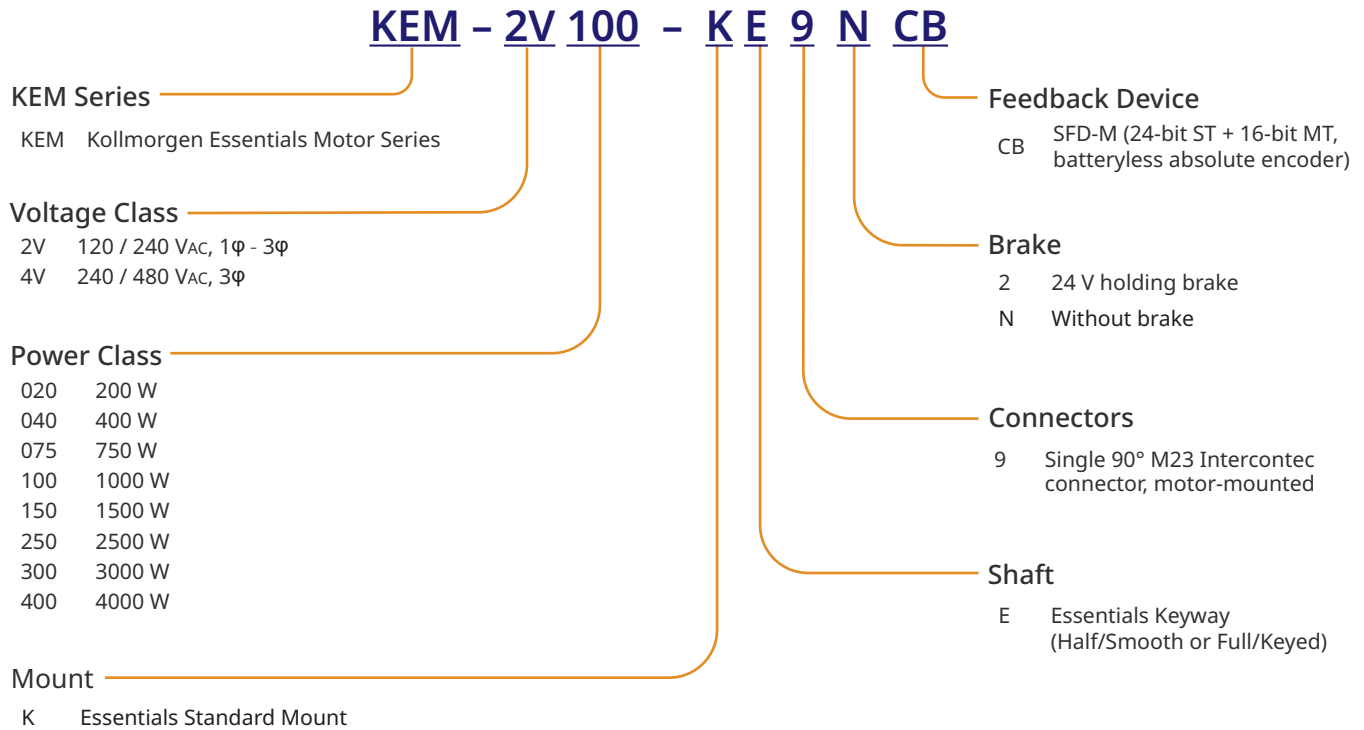 KEM – 2V 100 – K E 9 N CB
KEM Series
KEM Kollmorgen Essentials Motor Series
Voltage Class
2V 120 / 240 VAC, 1φ - 3φ
4V 240 / 480 VAC, 3φ
Power Class
020 200 W
040 400 W
075 750 W
100 1000 W
150 1500 W
250 2500 W
300 3000 W
400 4000 W
Mount
K Essentials Standard Mount
Feedback Device
CB SFD-M (24-bit ST + 16-bit MT,
batteryless absolute encoder)
Brake
2 24 V holding brake
N Without brake
Connectors
9 Single 90° M23 Intercontec
connector, motor-mounted
Shaft
E Essentials Keyway
(Half/Smooth or Full/Keyed)